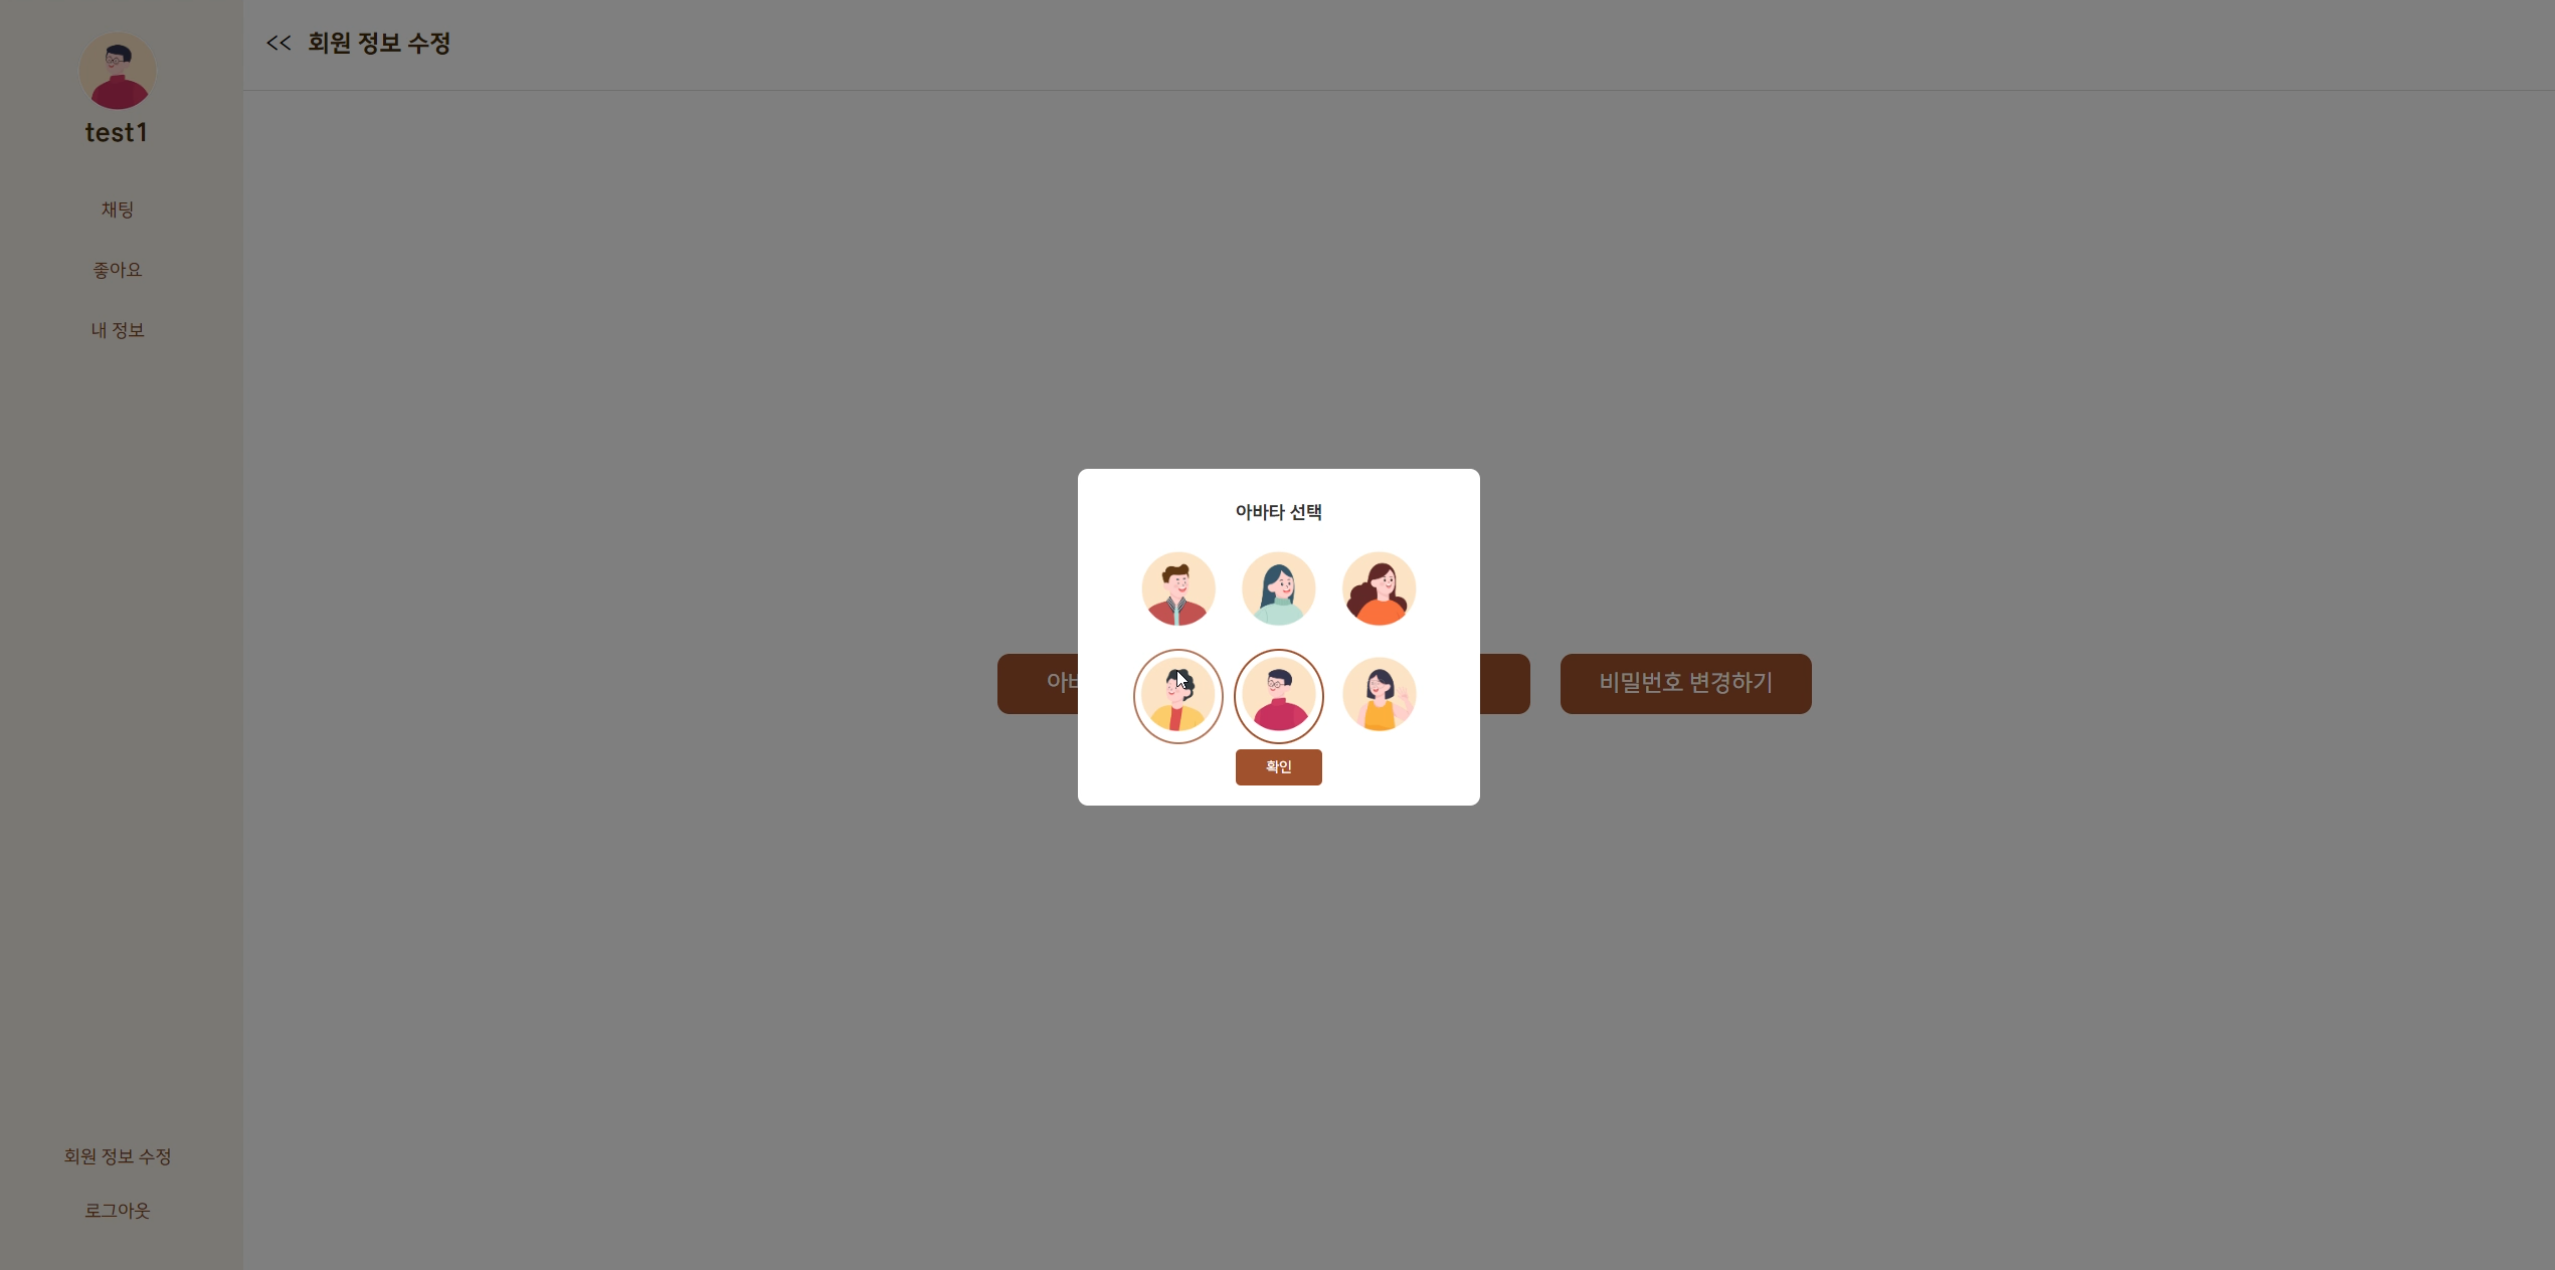 test1
채팅
좋아요
내 정보
회원 정보 수정
로그아웃
<< 회원 정보 수정
아바타 선택
확인
비밀번호 변경하기